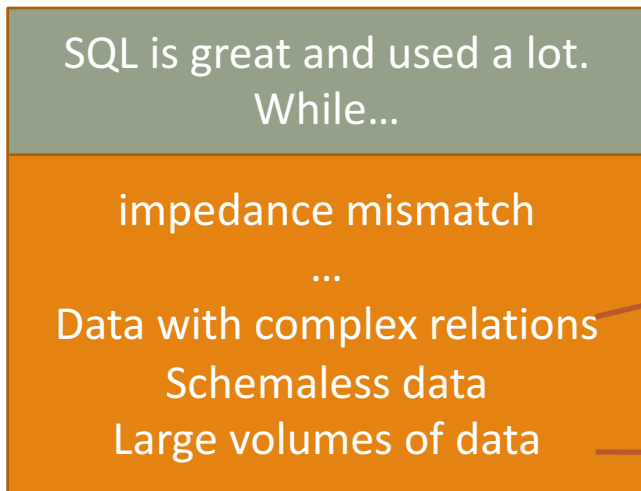 SQL is great and used a lot.
While…
impedance mismatch
…
Data with complex relations
Schemaless data
Large volumes of data